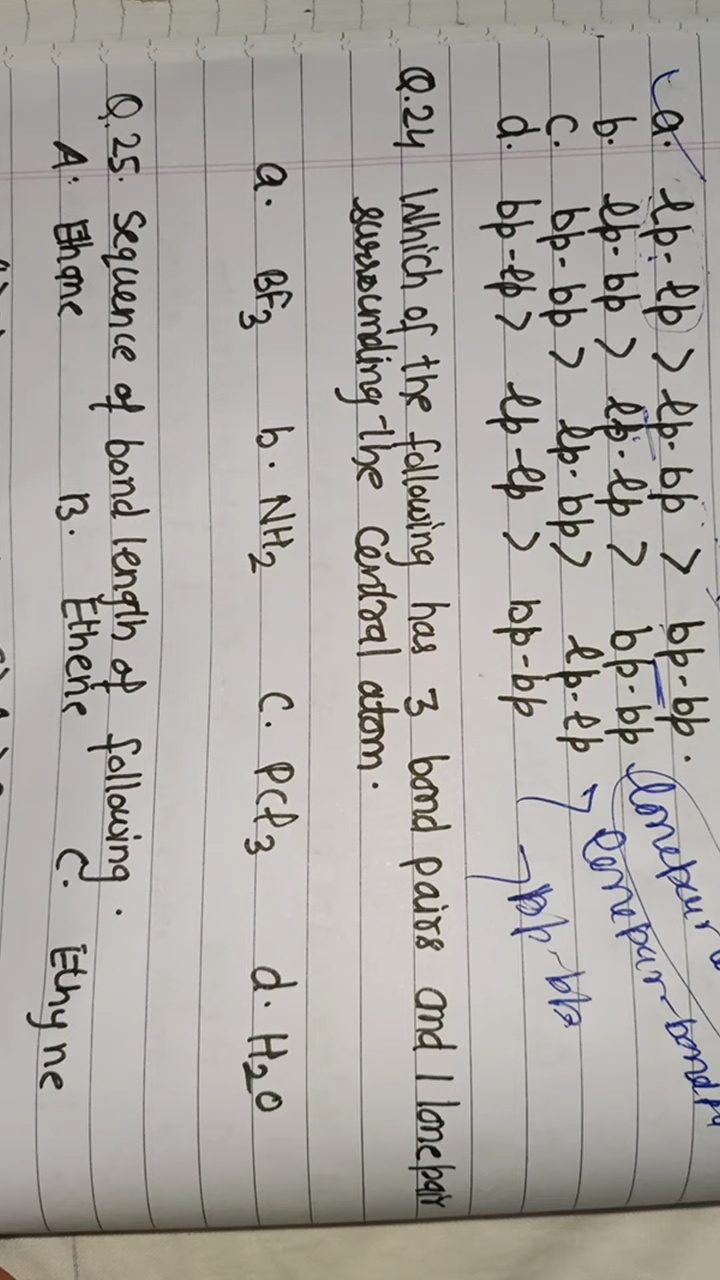 a. lp-lp > lp-bp > bp-bp.
b. lp-bp > lp-lp > bp-bp
c. bp-bp > lp-bp > lp-lp
d. bp-lp > lp-lp > bp-bp
lonepair
> lonepair-bond
> bp-bp
Q.24 Which of the following has 3 bond pairs and 1 lonepair
surrounding the central atom.
a. BF3 b. NH2 c. PCl3 d. H2O
Q.25. Sequence of bond length of following.
A: Ethane B. Ethene C. Ethyne